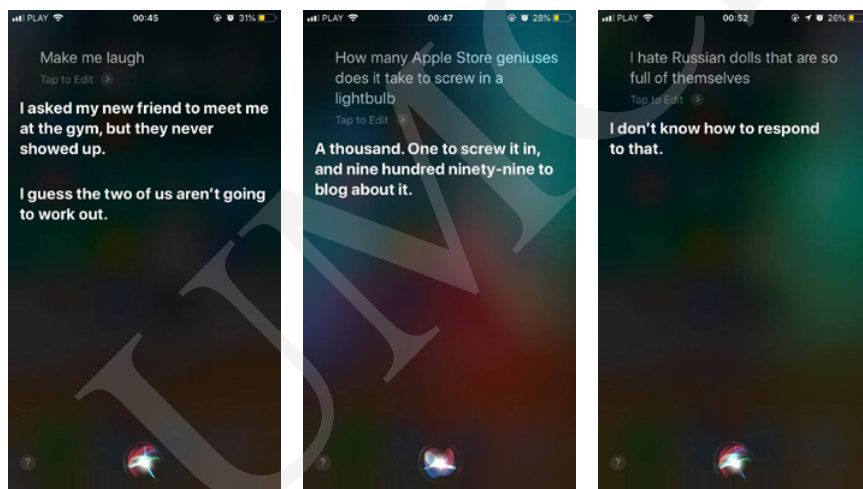 PLAY 00:45 31%
Make me laugh
Tap to Edit
I asked my new friend to meet me
at the gym, but they never
showed up.
I guess the two of us aren't going
to work out.
?
PLAY 00:47 28%
How many Apple Store geniuses
does it take to screw in a
lightbulb
Tap to Edit
A thousand. One to screw it in,
and nine hundred ninety-nine to
blog about it.
?
PLAY 00:52 26%
I hate Russian dolls that are so
full of themselves
Tap to Edit
I don't know how to respond
to that.
?